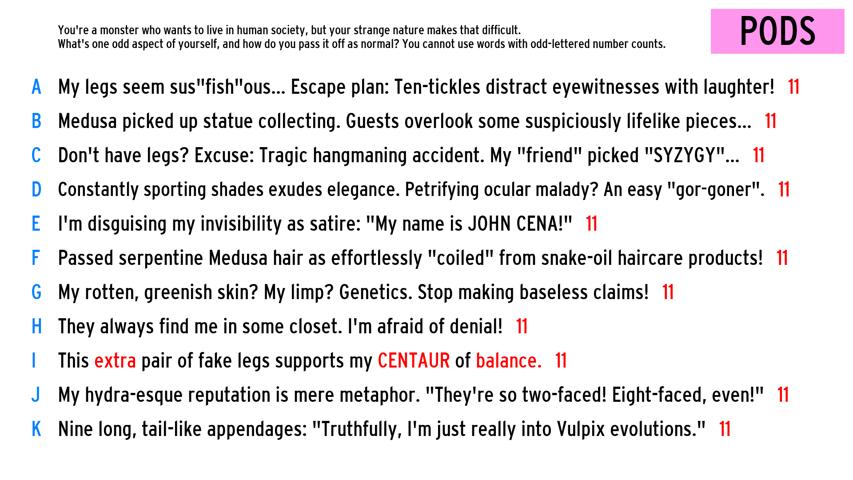 You're a monster who wants to live in human society, but your strange nature makes that difficult.
What's one odd aspect of yourself, and how do you pass it off as normal? You cannot use words with odd-lettered number counts.
PODS
A My legs seem sus"fish"ous... Escape plan: Ten-tickles distract eyewitnesses with laughter! 11
B Medusa picked up statue collecting. Guests overlook some suspiciously lifelike pieces... 11
C Don't have legs? Excuse: Tragic hangmaning accident. My "friend" picked "SYZYGY"... 11
D Constantly sporting shades exudes elegance. Petrifying ocular malady? An easy "gor-goner". 11
E I'm disguising my invisibility as satire: "My name is JOHN CENA!" 11
F Passed serpentine Medusa hair as effortlessly "coiled" from snake-oil haircare products! 11
G My rotten, greenish skin? My limp? Genetics. Stop making baseless claims! 11
H They always find me in some closet. I'm afraid of denial! 11
I This extra pair of fake legs supports my CENTAUR of balance. 11
J My hydra-esque reputation is mere metaphor. "They're so two-faced! Eight-faced, even!" 11
K Nine long, tail-like appendages: "Truthfully, I'm just really into Vulpix evolutions." 11